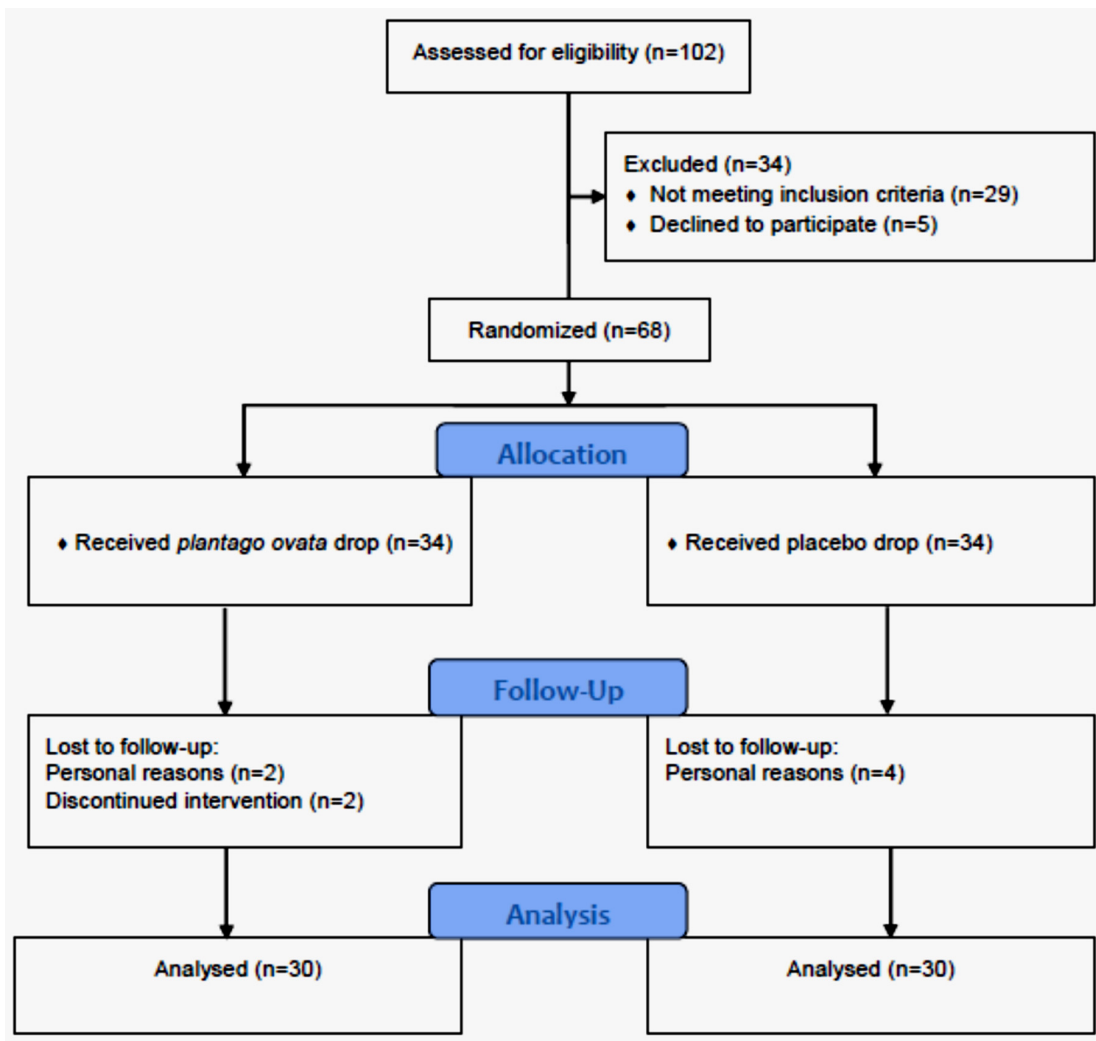 Assessed for eligibility (n=102)
Excluded (n=34)
♦ Not meeting inclusion criteria (n=29)
♦ Declined to participate (n=5)
Randomized (n=68)
Allocation
♦ Received plantago ovata drop (n=34)
♦ Received placebo drop (n=34)
Follow-Up
Lost to follow-up:
Personal reasons (n=2)
Discontinued intervention (n=2)
Lost to follow-up:
Personal reasons (n=4)
Analysis
Analysed (n=30)
Analysed (n=30)